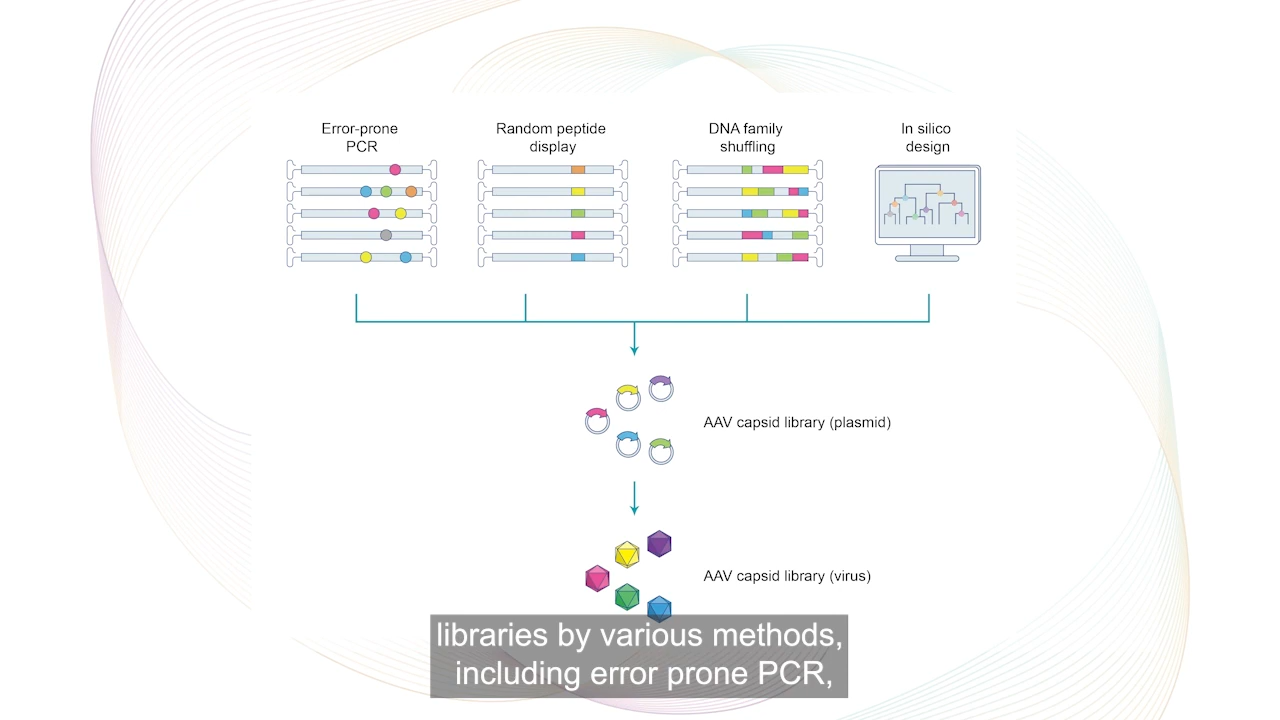 Error-prone
PCR
Random peptide
display
DNA family
shuffling
In silico
design
AAV capsid library (plasmid)
AAV capsid library (virus)
libraries by various methods,
including error prone PCR,